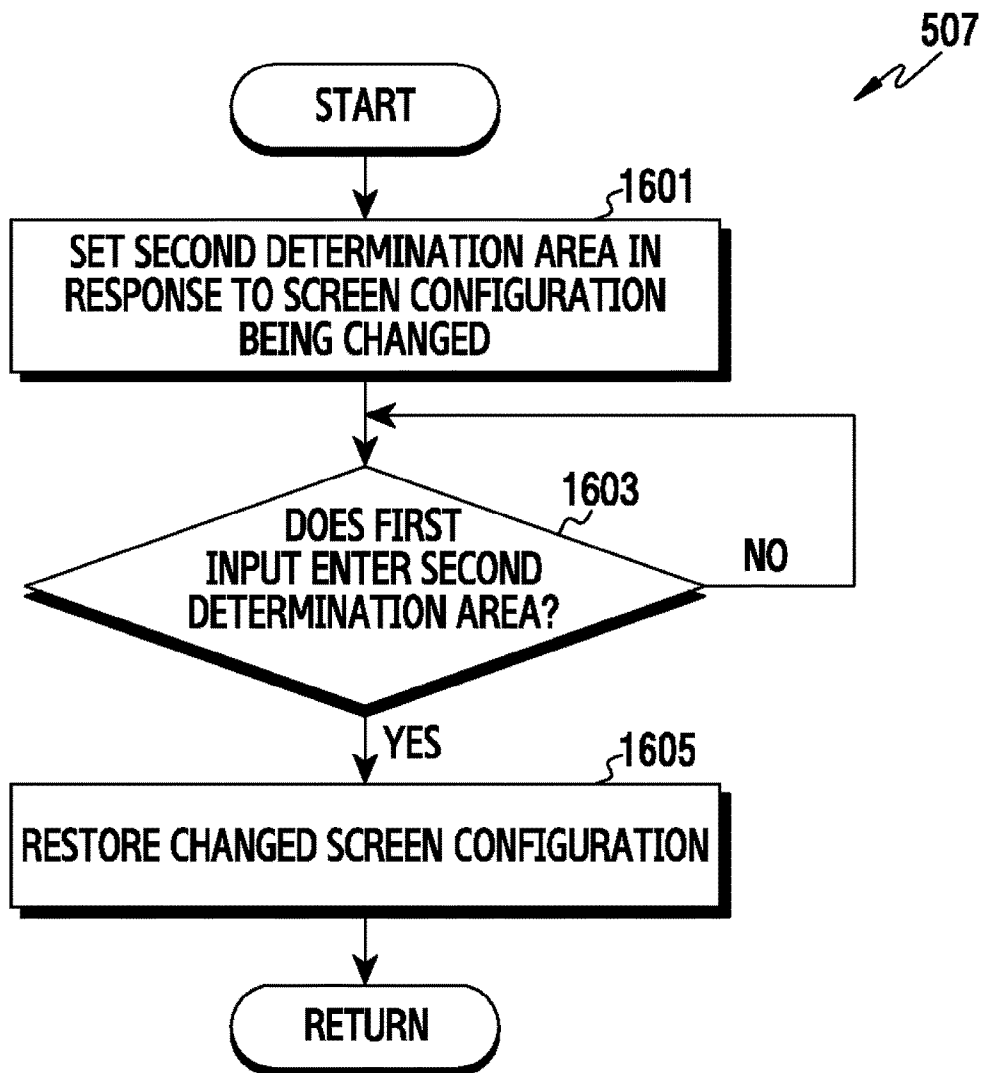 507
START
1601
SET SECOND DETERMINATION AREA IN
RESPONSE TO SCREEN CONFIGURATION
BEING CHANGED
1603
DOES FIRST
INPUT ENTER SECOND
DETERMINATION AREA?
NO
YES
1605
RESTORE CHANGED SCREEN CONFIGURATION
RETURN